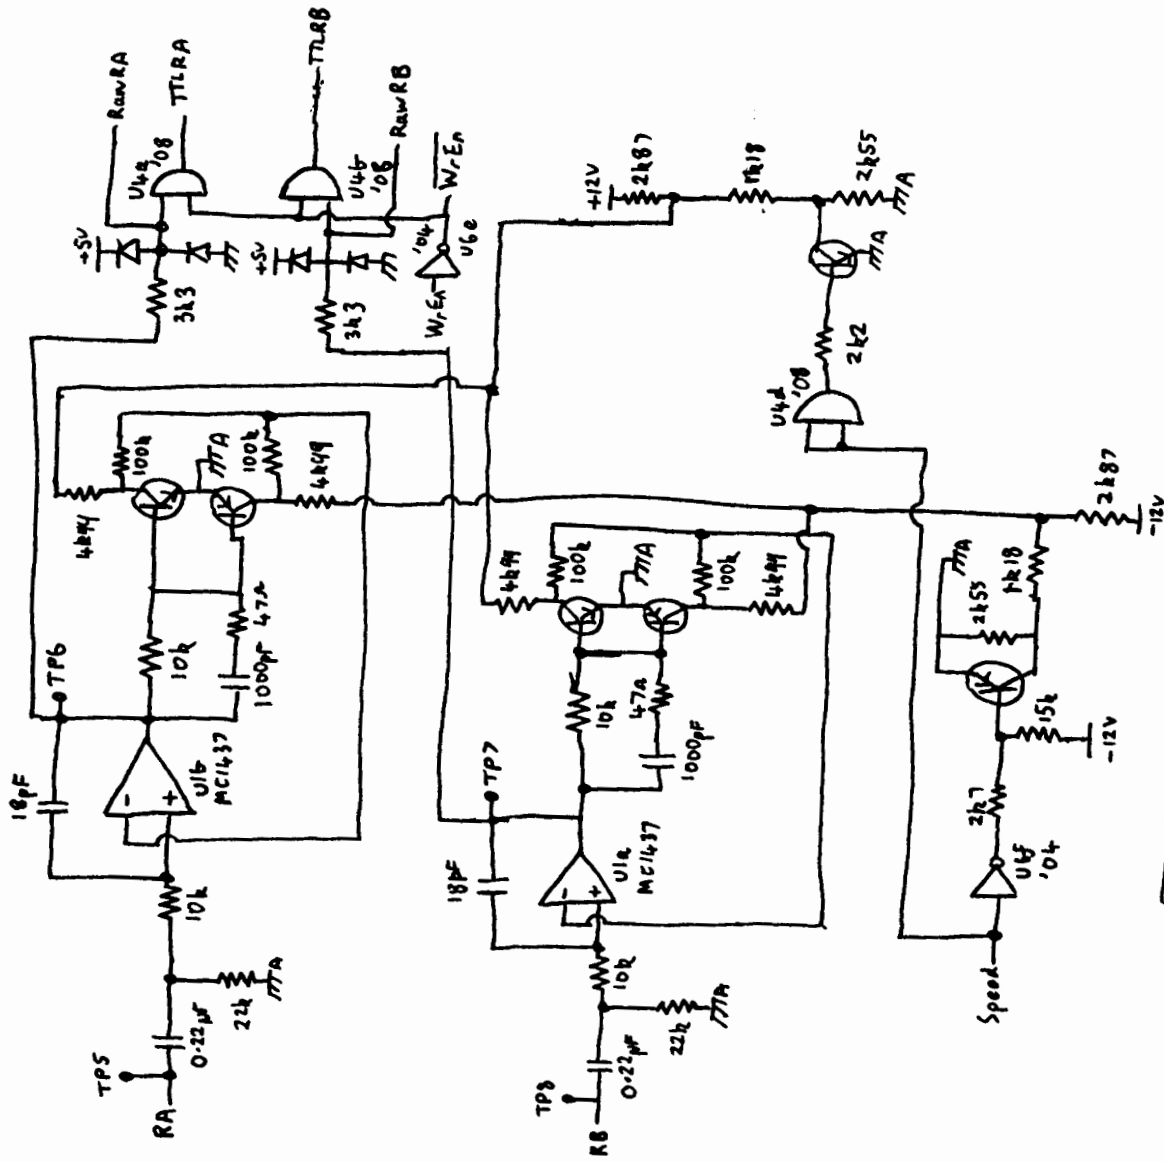 RA
TP5
0.22µF
22k
A
10k
18pF
-
+
U1b
MC1437
TP6
10k
1000pF
47Ω
4k99
100k
A
100k
4k99
3k3
+5V
RawRA
U4a
'08
TTLRA
RB
TP8
0.22µF
22k
A
10k
18pF
-
+
U1a
MC1437
TP7
10k
1000pF
47Ω
4k99
100k
A
100k
4k99
3k3
+5V
RawRB
U4b
'08
TTLRB
WrEn
'04
U6e
WrEn
+12V
2k87
1k18
2k55
A
A
2k2
U4d
'08
Speed
U6f
'04
2k7
15k
-12V
2k55
A
1k18
2k87
-12V